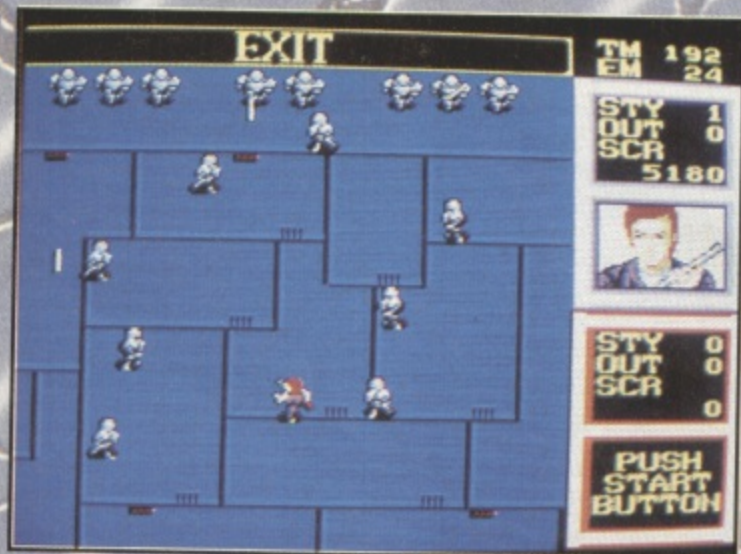 EXIT
TM 192
EM 24
STY 1
OUT 0
SCR
5180
STY 0
OUT 0
SCR
0
PUSH
START
BUTTON